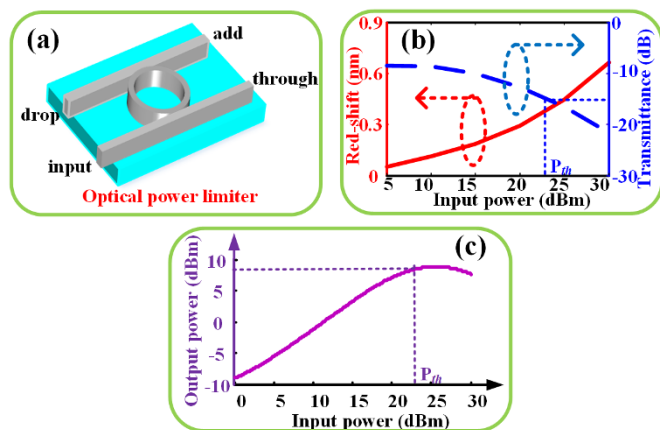 (a)
add
through
drop
input
Optical power limiter
(b)
Red-shift (nm)
0.9
0.6
0.3
0
5 10 15 20 25 30
Input power (dBm)
P_th
0
-10
-20
-30
Transmittance (dB)
(c)
Output power (dBm)
10
5
0
-5
-10
0 5 10 15 20 25 30
Input power (dBm)
P_th